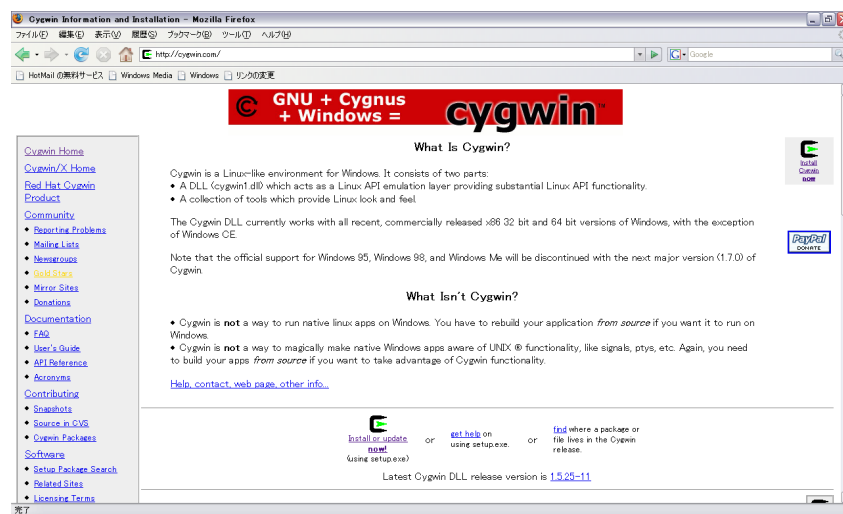 Cygwin Information and Installation - Mozilla Firefox
ファイル(F) 編集(E) 表示(V) 履歴(S) ブックマーク(B) ツール(T) ヘルプ(H)
http://cygwin.com/
Google
HotMail の無料サービス Windows Media Windows リンクの変更
GNU + Cygnus
+ Windows =
cygwin
Cygwin Home
Cygwin/X Home
Red Hat Cygwin
Product
Community
Reporting Problems
Mailing Lists
Newsgroups
Gold Stars
Mirror Sites
Donations
Documentation
FAQ
User's Guide
API Reference
Acronyms
Contributing
Snapshots
Source in CVS
Cygwin Packages
Software
Setup Package Search
Related Sites
Licensing Terms
What Is Cygwin?
Cygwin is a Linux-like environment for Windows. It consists of two parts:
◆ A DLL (cygwin1.dll) which acts as a Linux API emulation layer providing substantial Linux API functionality.
◆ A collection of tools which provide Linux look and feel.
The Cygwin DLL currently works with all recent, commercially released x86 32 bit and 64 bit versions of Windows, with the exception
of Windows CE.
Note that the official support for Windows 95, Windows 98, and Windows Me will be discontinued with the next major version (1.7.0) of
Cygwin.
What Isn't Cygwin?
◆ Cygwin is not a way to run native linux apps on Windows. You have to rebuild your application from source if you want it to run on
Windows.
◆ Cygwin is not a way to magically make native Windows apps aware of UNIX ® functionality, like signals, ptys, etc. Again, you need
to build your apps from source if you want to take advantage of Cygwin functionality.
Help, contact, web page, other info...
Install or update
now!
(using setup.exe)
or
get help on
using setup.exe.
or
find where a package or
file lives in the Cygwin
release.
Latest Cygwin DLL release version is 1.5.25-11
Install
Cygwin
now
PayPal
DONATE
完了